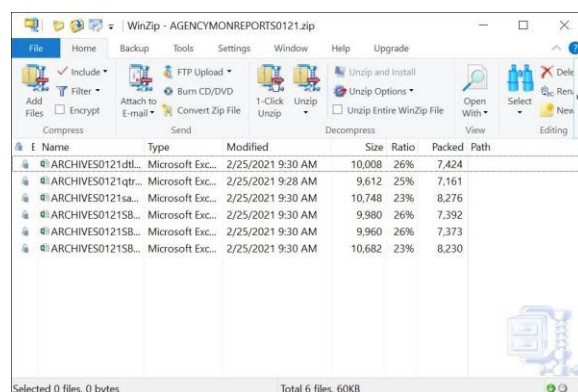 WinZip - AGENCYMONREPORTS0121.zip
File Home Backup Tools Settings Window Help Upgrade
Add Files
Include
Filter
Encrypt
Compress
Attach to E-mail
FTP Upload
Burn CD/DVD
Convert Zip File
Send
1-Click Unzip
Unzip
Unzip and Install
Unzip Options
Unzip Entire WinZip File
Decompress
Open With
View
Select
Dele
Ren
New
Editing
E Name Type Modified Size Ratio Packed Path
ARCHIVES0121dtl... Microsoft Exc... 2/25/2021 9:30 AM 10,008 26% 7,424
ARCHIVES0121qtr... Microsoft Exc... 2/25/2021 9:28 AM 9,612 25% 7,161
ARCHIVES0121sa... Microsoft Exc... 2/25/2021 9:30 AM 10,748 23% 8,276
ARCHIVES0121SB... Microsoft Exc... 2/25/2021 9:30 AM 9,980 26% 7,392
ARCHIVES0121SB... Microsoft Exc... 2/25/2021 9:30 AM 9,960 26% 7,373
ARCHIVES0121SB... Microsoft Exc... 2/25/2021 9:30 AM 10,682 23% 8,230
Selected 0 files, 0 bytes Total 6 files, 60KB